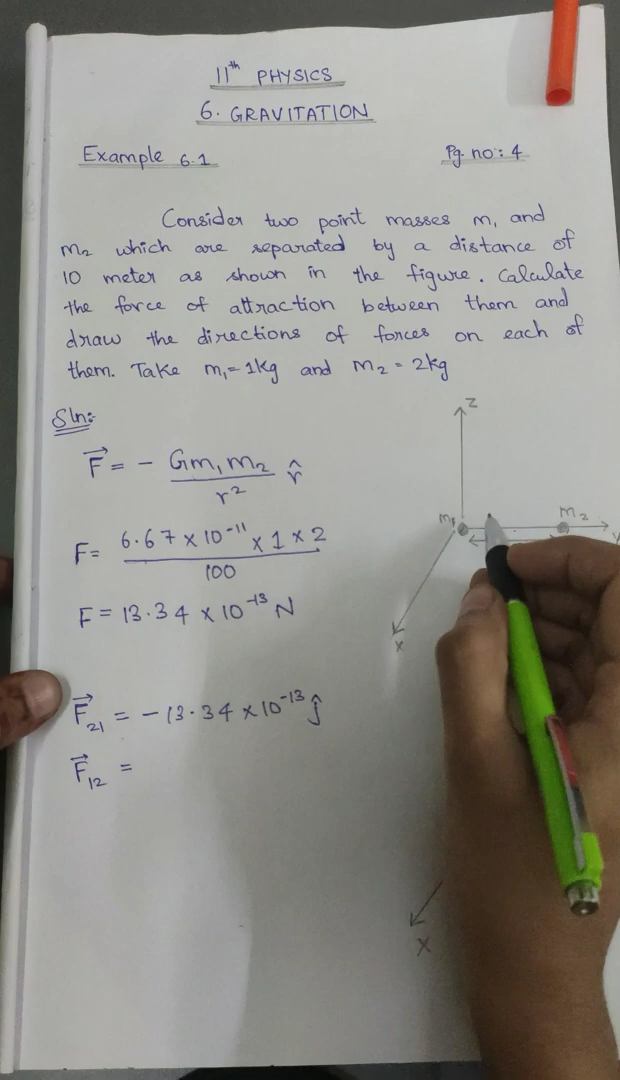 11th PHYSICS
6. GRAVITATION
Example 6.1
Pg. no: 4
Consider two point masses m₁ and
m₂ which are separated by a distance of
10 meter as shown in the figure. Calculate
the force of attraction between them and
draw the directions of forces on each of
them. Take m₁ = 1kg and m₂ = 2kg
Sln:-
F⃗ = - Gm₁m₂ / r² r̂
F = 6.67 × 10⁻¹¹ × 1 × 2 / 100
F = 13.34 × 10⁻¹³ N
F⃗₂₁ = -13.34 × 10⁻¹³ ĵ
F⃗₁₂ =
Z
m₁
m₂
X
X